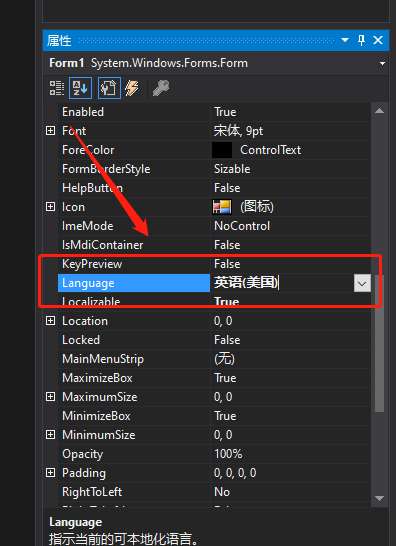 属性
Form1 System.Windows.Forms.Form
Enabled True
Font 宋体, 9pt
ForeColor ControlText
FormBorderStyle Sizable
HelpButton False
Icon (图标)
ImeMode NoControl
IsMdiContainer False
KeyPreview False
Language 英语(美国)
Localizable True
Location 0, 0
Locked False
MainMenuStrip (无)
MaximizeBox True
MaximumSize 0, 0
MinimizeBox True
MinimumSize 0, 0
Opacity 100%
Padding 0, 0, 0, 0
RightToLeft No
Language
指示当前的可本地化语言。